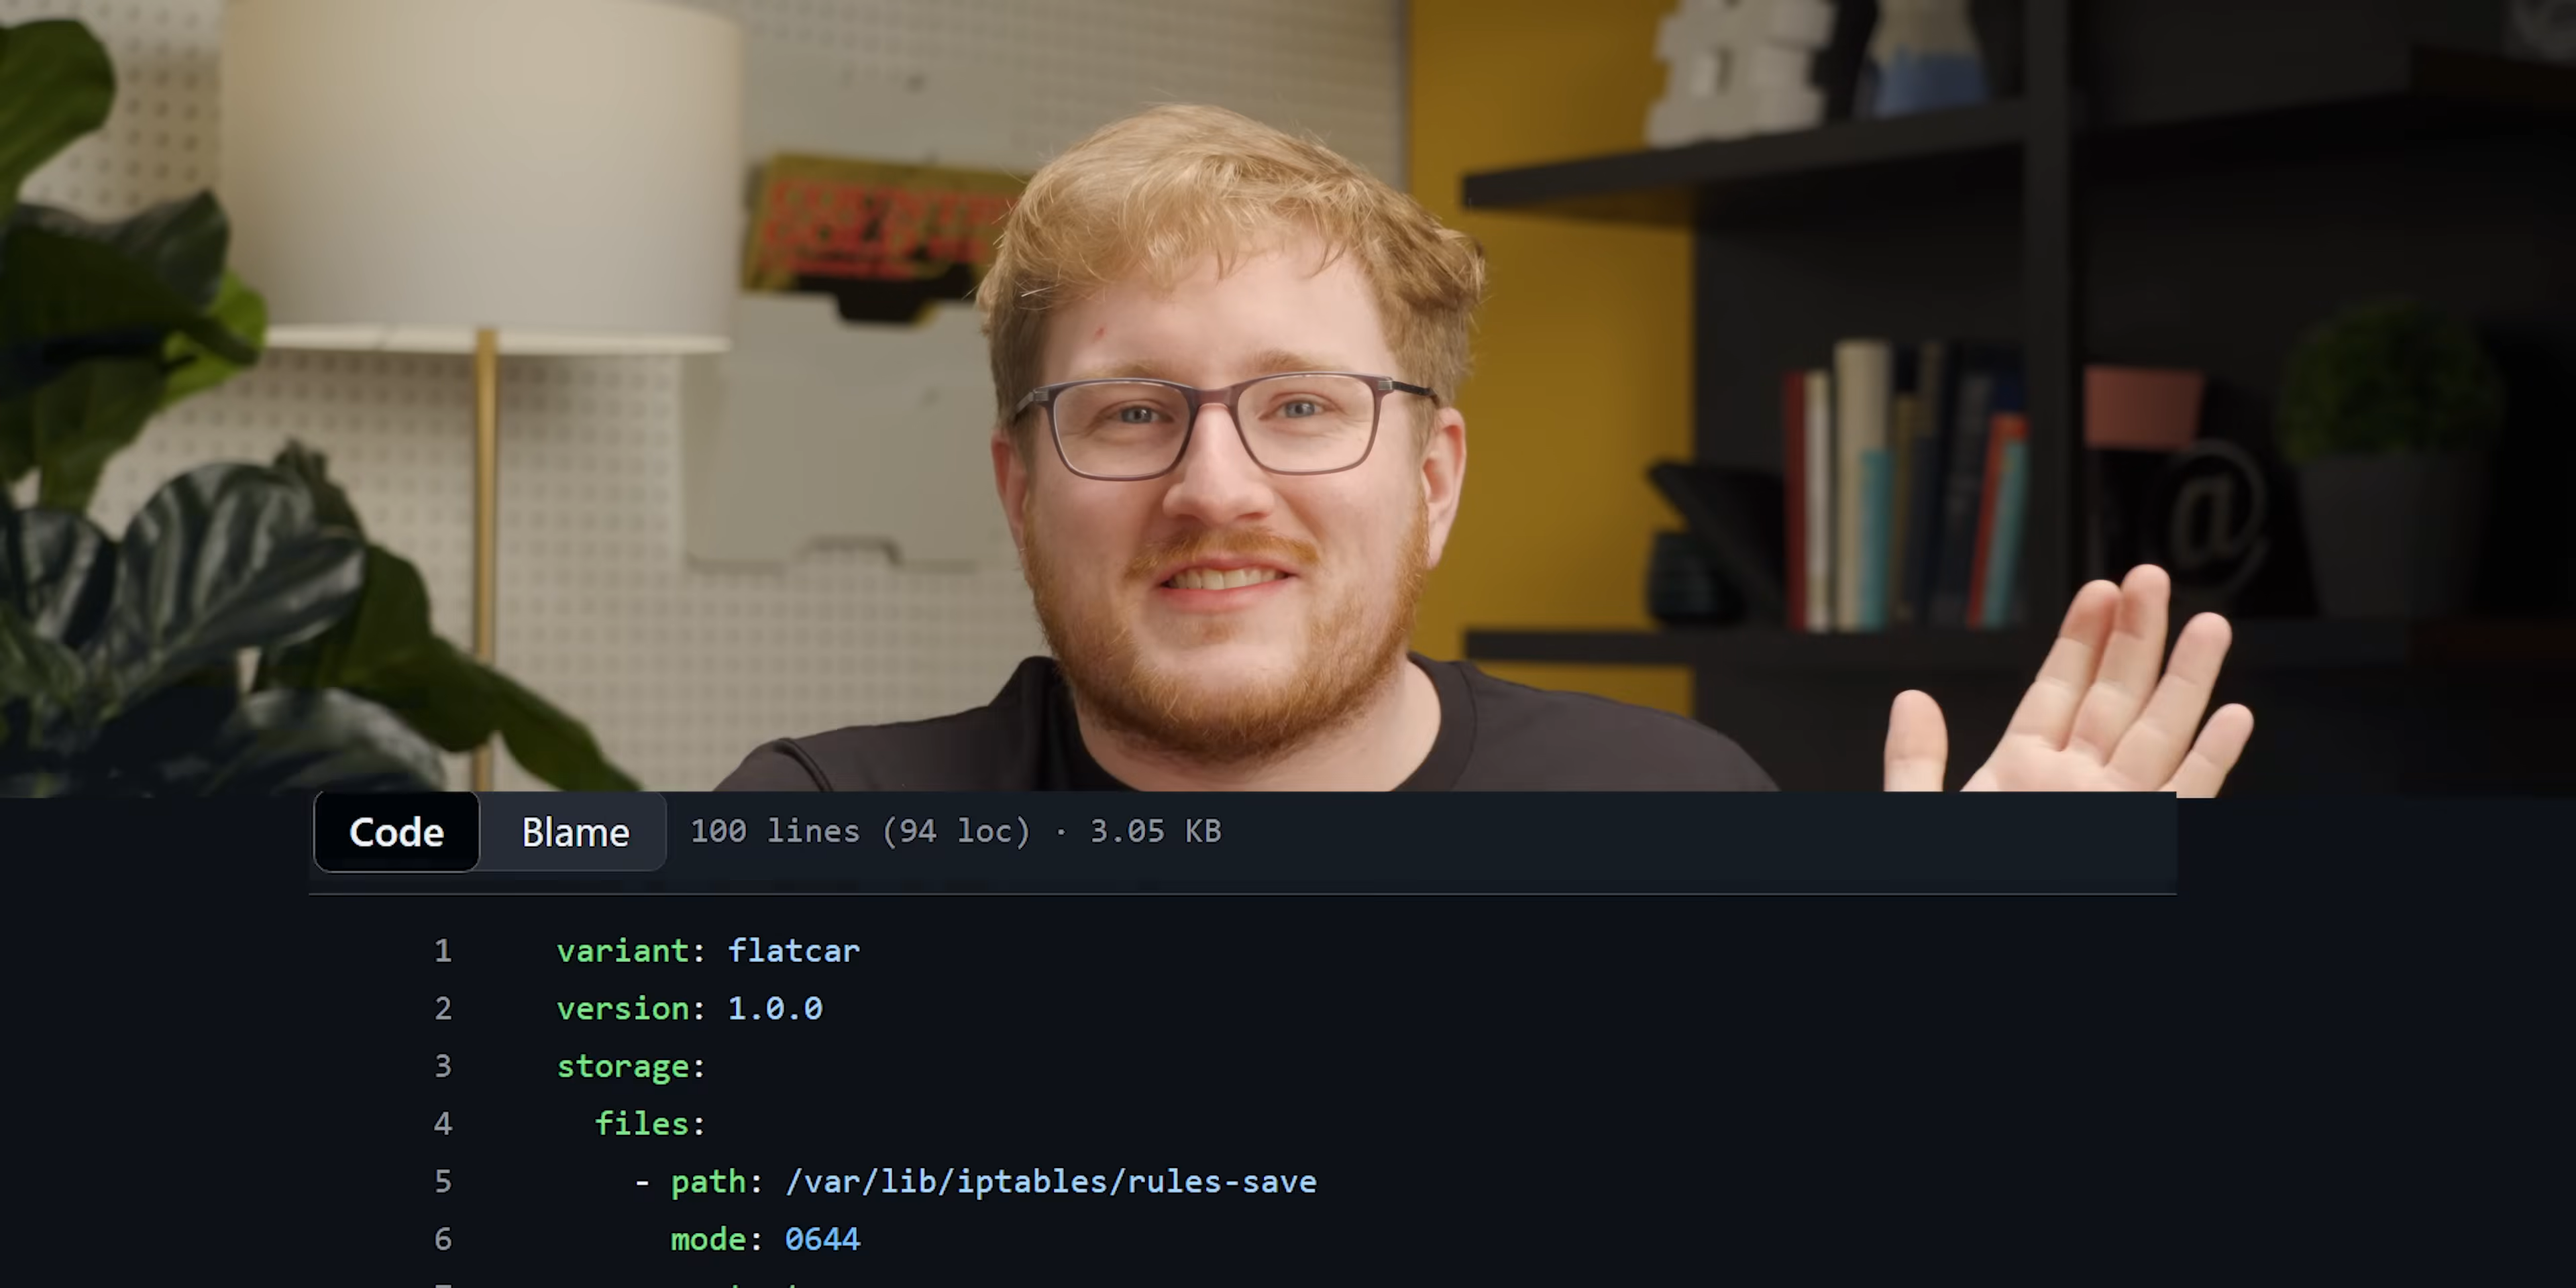 Code Blame 100 lines (94 loc) · 3.05 KB
1 variant: flatcar
2 version: 1.0.0
3 storage:
4 files:
5 - path: /var/lib/iptables/rules-save
6 mode: 0644